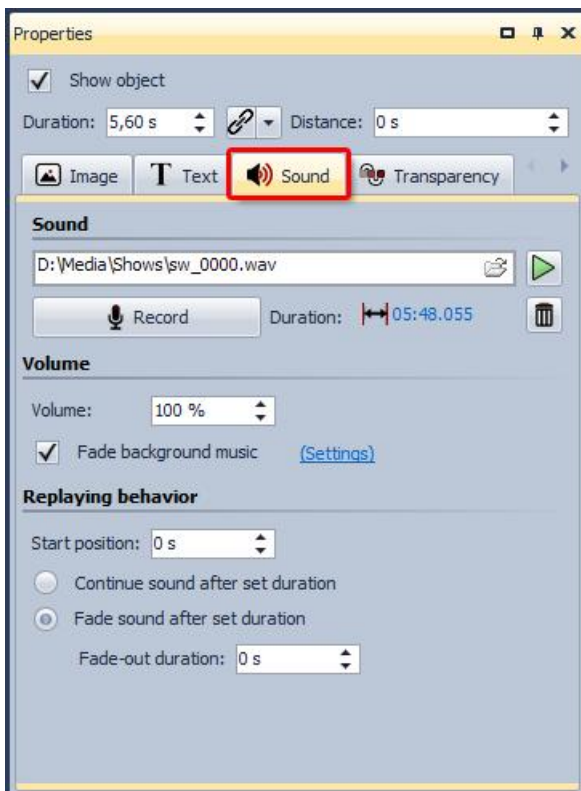 Properties
Show object
Duration: 5,60 s Distance: 0 s
Image T Text Sound Transparency
Sound
D:\Media\Shows\sw_0000.wav
Record Duration: 05:48.055
Volume
Volume: 100 %
Fade background music (Settings)
Replaying behavior
Start position: 0 s
Continue sound after set duration
Fade sound after set duration
Fade-out duration: 0 s